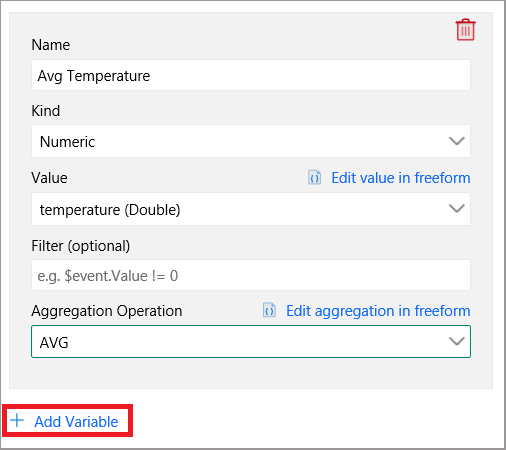 Name
Avg Temperature
Kind
Numeric
Value Edit value in freeform
temperature (Double)
Filter (optional)
e.g. $event.Value != 0
Aggregation Operation Edit aggregation in freeform
AVG
+ Add Variable